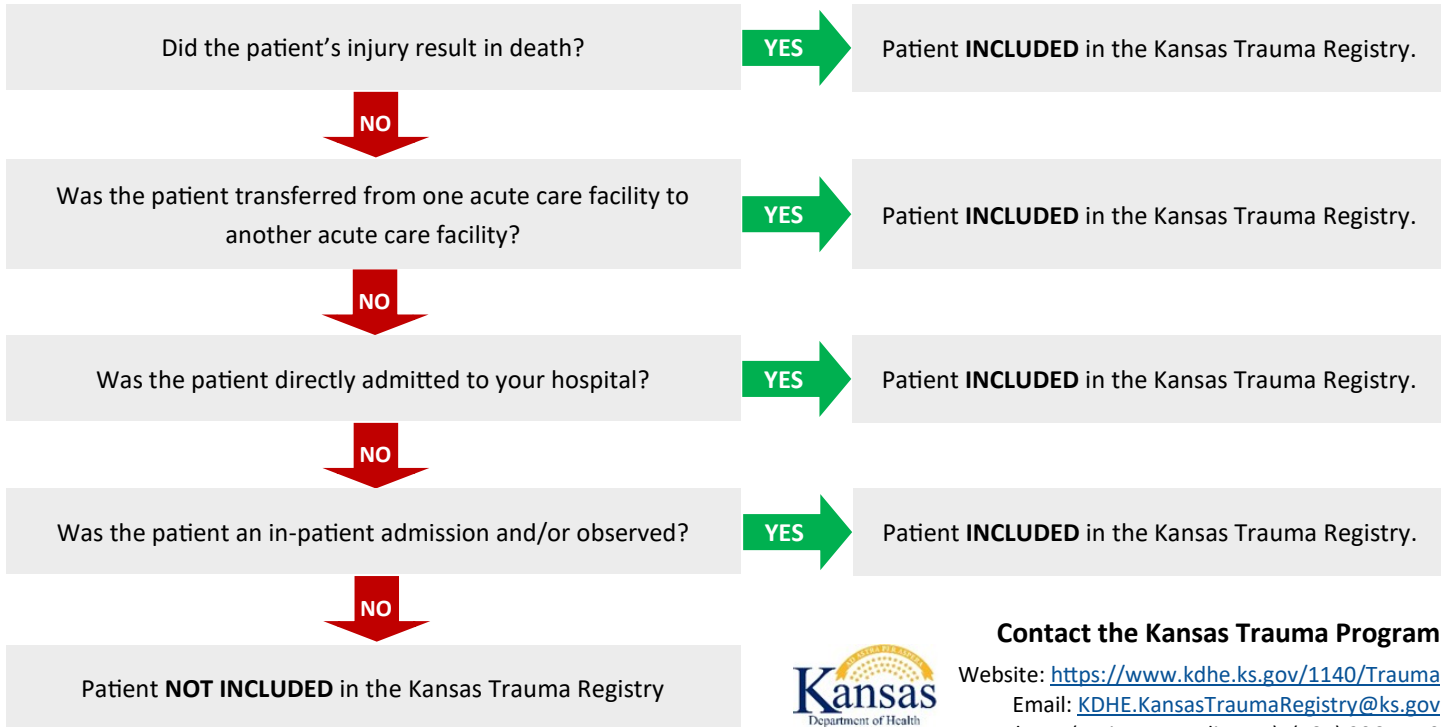 Did the patient’s injury result in death?
YES
Patient INCLUDED in the Kansas Trauma Registry.
NO
Was the patient transferred from one acute care facility to
another acute care facility?
YES
Patient INCLUDED in the Kansas Trauma Registry.
NO
Was the patient directly admitted to your hospital?
YES
Patient INCLUDED in the Kansas Trauma Registry.
NO
Was the patient an in-patient admission and/or observed?
YES
Patient INCLUDED in the Kansas Trauma Registry.
NO
Patient NOT INCLUDED in the Kansas Trauma Registry
Kansas
Department of Health
Contact the Kansas Trauma Program
Website: https://www.kdhe.ks.gov/1140/Trauma
Email: KDHE.KansasTraumaRegistry@ks.gov